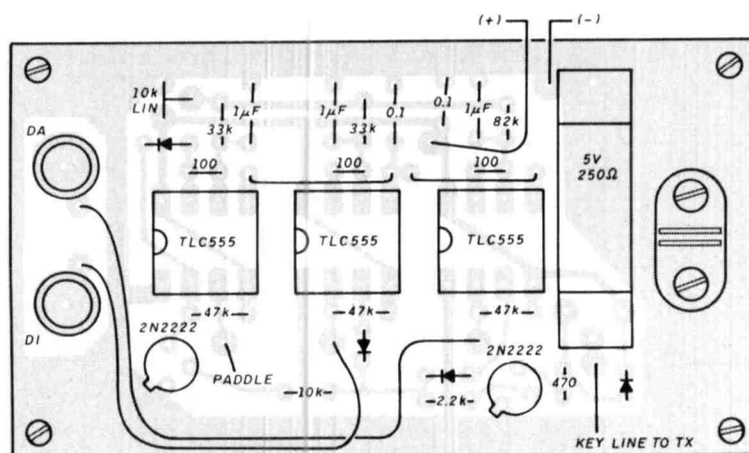 (+) (-)
10k
LIN
1µF
33k
1µF
33k
0.1
0.1
1µF
82k
DA
100
100
100
5V
250Ω
TLC555
TLC555
TLC555
47k
47k
47k
DI
2N2222
2N2222
PADDLE
10k
2.2k
470
KEY LINE TO TX